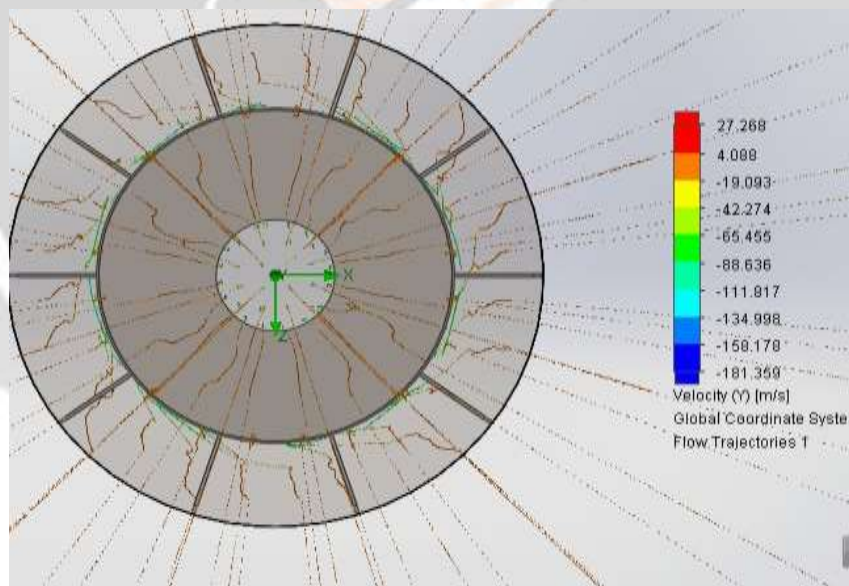 27.268
4.088
-19.093
-42.274
-65.455
-88.636
-111.817
-134.998
-158.178
-181.359
Velocity (Y) [m/s]
Global Coordinate Syste
Flow Trajectories 1
X
Z